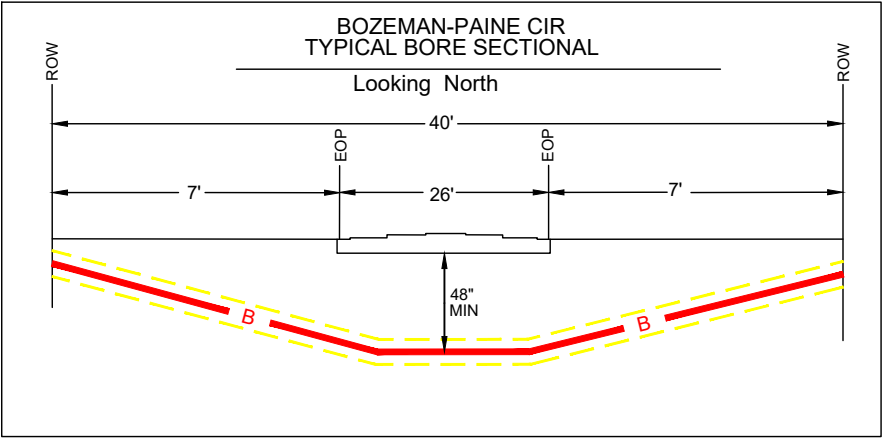 BOZEMAN-PAINE CIR
TYPICAL BORE SECTIONAL
Looking North
ROW
ROW
40'
EOP
EOP
7'
26'
7'
48"
MIN
B
B